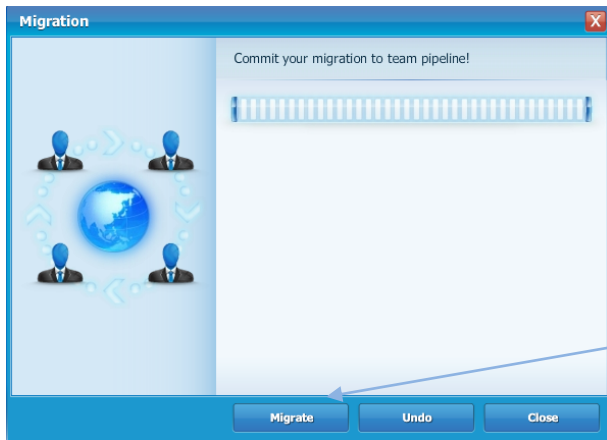 Migration
X
Commit your migration to team pipeline!
Migrate Undo Close